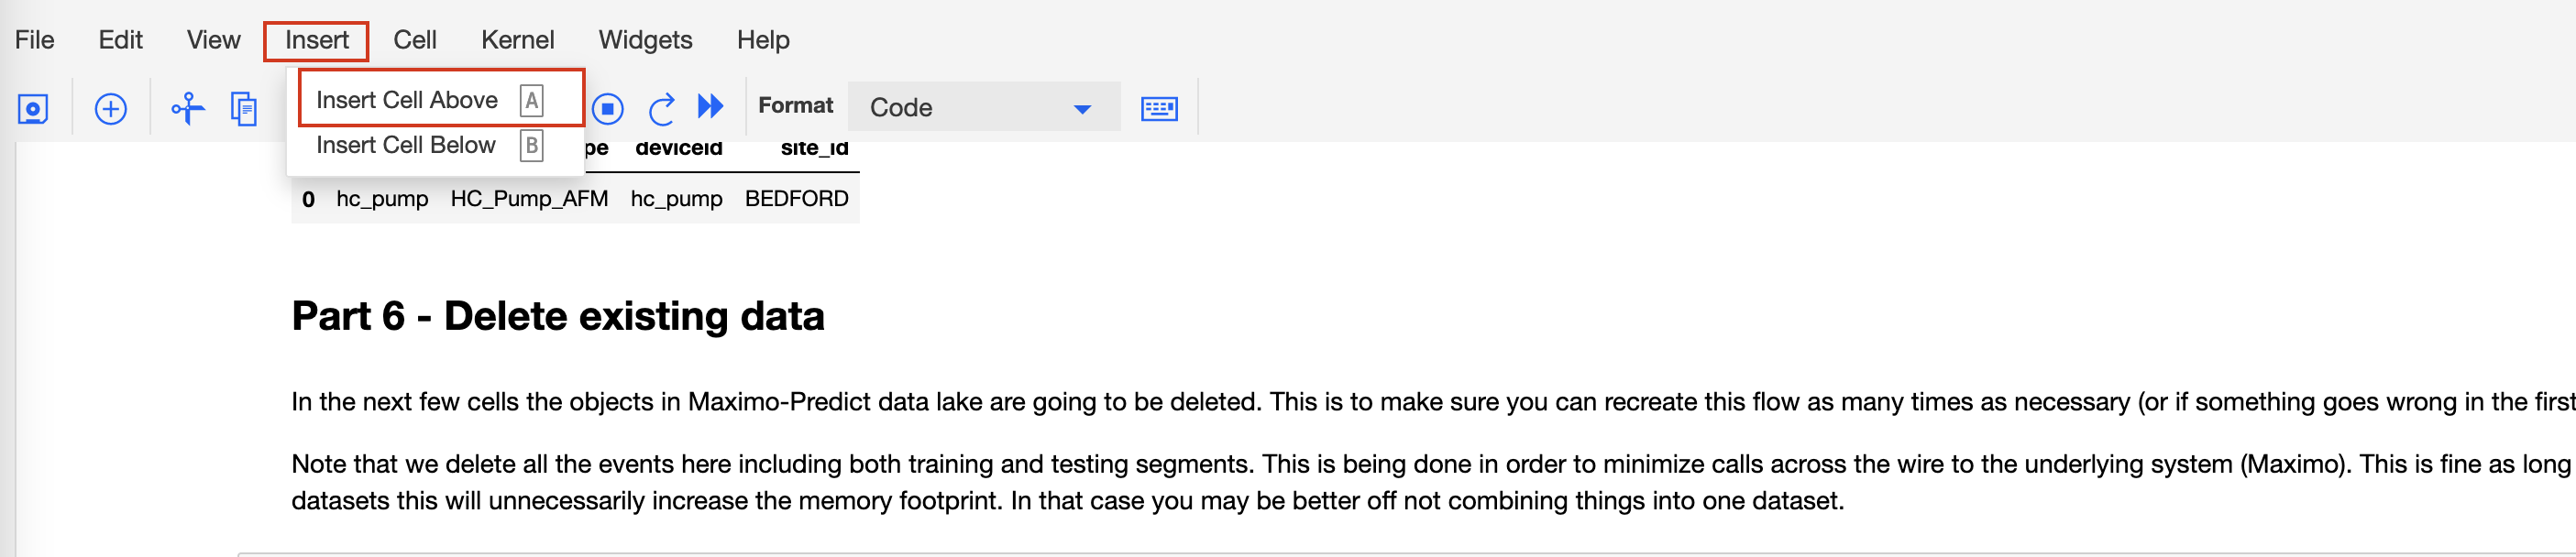 File Edit View Insert Cell Kernel Widgets Help
Insert Cell Above A
Format Code
Insert Cell Below B
pe deviceid site_id
0 hc_pump HC_Pump_AFM hc_pump BEDFORD
Part 6 - Delete existing data
In the next few cells the objects in Maximo-Predict data lake are going to be deleted. This is to make sure you can recreate this flow as many times as necessary (or if something goes wrong in the first
Note that we delete all the events here including both training and testing segments. This is being done in order to minimize calls across the wire to the underlying system (Maximo). This is fine as long
datasets this will unnecessarily increase the memory footprint. In that case you may be better off not combining things into one dataset.